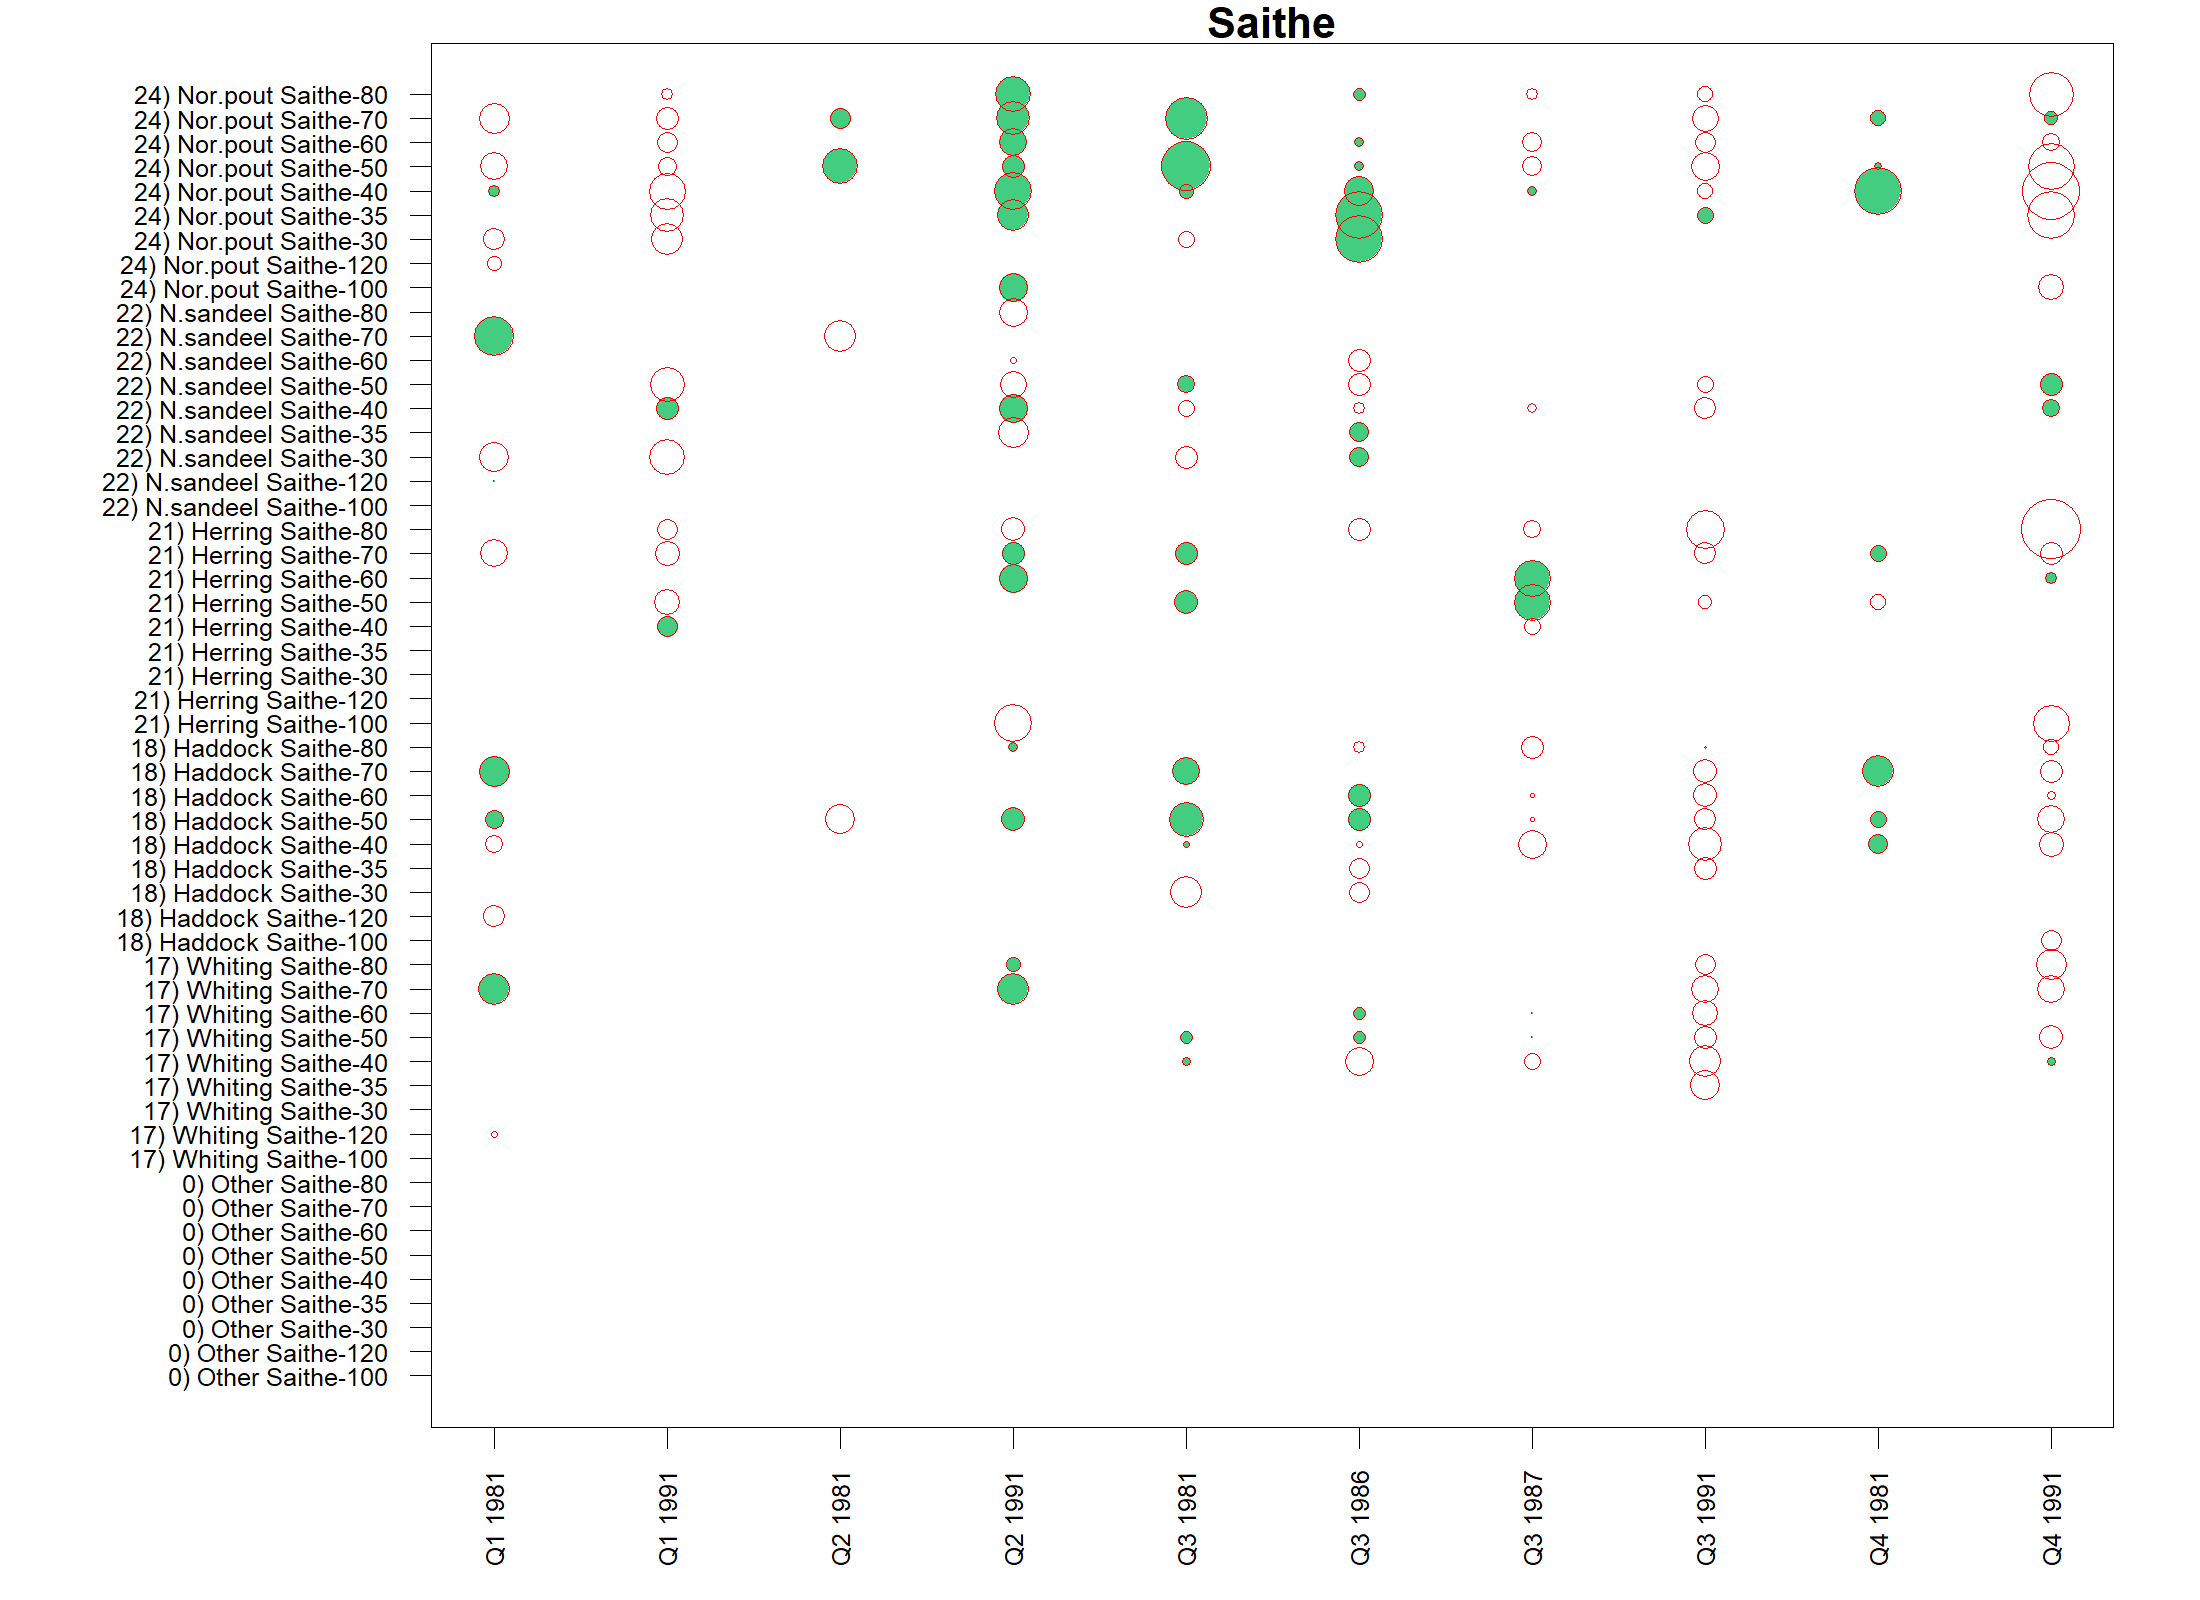 Saithe
24) Nor.pout Saithe-80
24) Nor.pout Saithe-70
24) Nor.pout Saithe-60
24) Nor.pout Saithe-50
24) Nor.pout Saithe-40
24) Nor.pout Saithe-35
24) Nor.pout Saithe-30
24) Nor.pout Saithe-120
24) Nor.pout Saithe-100
22) N.sandeel Saithe-80
22) N.sandeel Saithe-70
22) N.sandeel Saithe-60
22) N.sandeel Saithe-50
22) N.sandeel Saithe-40
22) N.sandeel Saithe-35
22) N.sandeel Saithe-30
22) N.sandeel Saithe-120
22) N.sandeel Saithe-100
21) Herring Saithe-80
21) Herring Saithe-70
21) Herring Saithe-60
21) Herring Saithe-50
21) Herring Saithe-40
21) Herring Saithe-35
21) Herring Saithe-30
21) Herring Saithe-120
21) Herring Saithe-100
18) Haddock Saithe-80
18) Haddock Saithe-70
18) Haddock Saithe-60
18) Haddock Saithe-50
18) Haddock Saithe-40
18) Haddock Saithe-35
18) Haddock Saithe-30
18) Haddock Saithe-120
18) Haddock Saithe-100
17) Whiting Saithe-80
17) Whiting Saithe-70
17) Whiting Saithe-60
17) Whiting Saithe-50
17) Whiting Saithe-40
17) Whiting Saithe-35
17) Whiting Saithe-30
17) Whiting Saithe-120
17) Whiting Saithe-100
0) Other Saithe-80
0) Other Saithe-70
0) Other Saithe-60
0) Other Saithe-50
0) Other Saithe-40
0) Other Saithe-35
0) Other Saithe-30
0) Other Saithe-120
0) Other Saithe-100
Q1 1981
Q1 1991
Q2 1981
Q2 1991
Q3 1981
Q3 1986
Q3 1987
Q3 1991
Q4 1981
Q4 1991